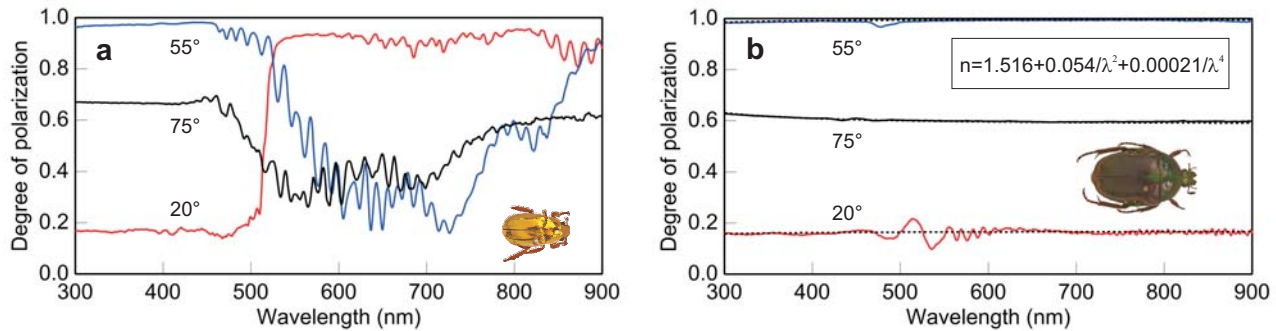 a
Degree of polarization
1.0
0.8
0.6
0.4
0.2
0.0
55°
75°
20°
300 400 500 600 700 800 900
Wavelength (nm)
b
Degree of polarization
1.0
0.8
0.6
0.4
0.2
0.0
55°
n=1.516+0.054/λ²+0.00021/λ⁴
75°
20°
300 400 500 600 700 800 900
Wavelength (nm)